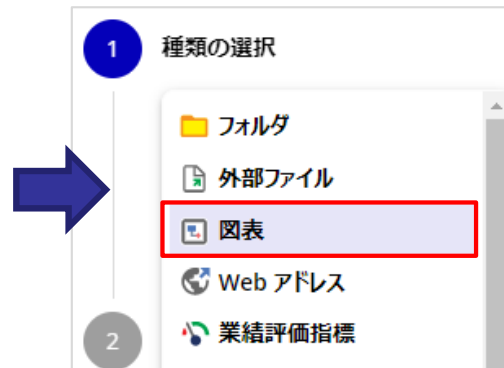 1 種類の選択
フォルダ
外部ファイル
図表
Web アドレス
2
業績評価指標